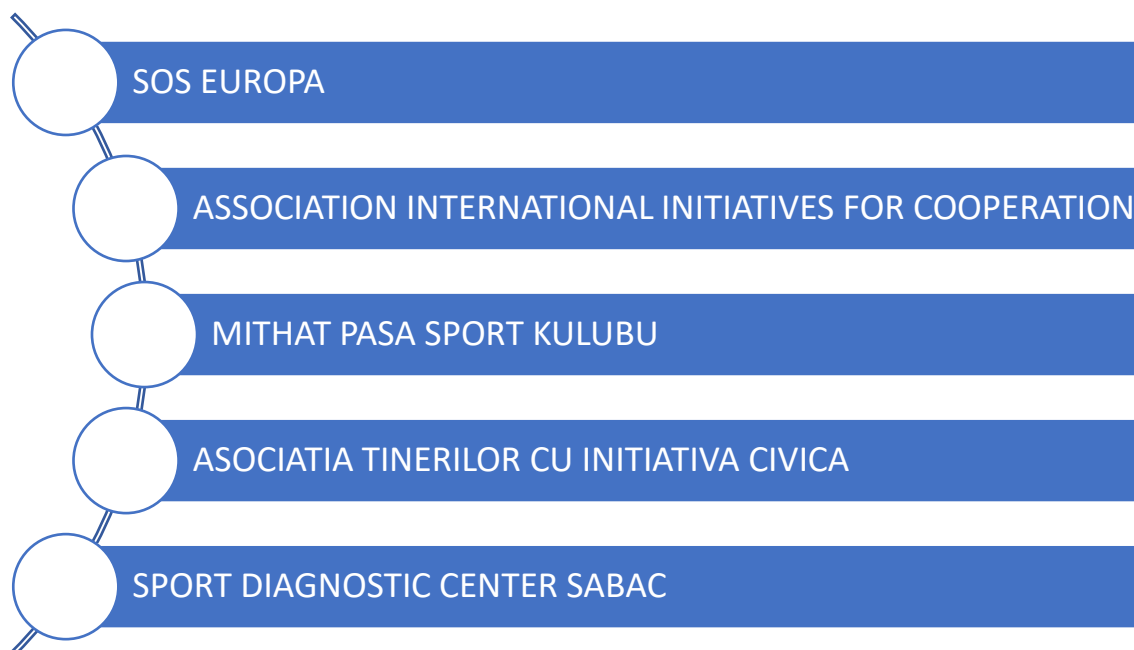 SOS EUROPA
ASSOCIATION INTERNATIONAL INITIATIVES FOR COOPERATION
MITHAT PASA SPORT KULUBU
ASOCIATIA TINERILOR CU INITIATIVA CIVICA
SPORT DIAGNOSTIC CENTER SABAC